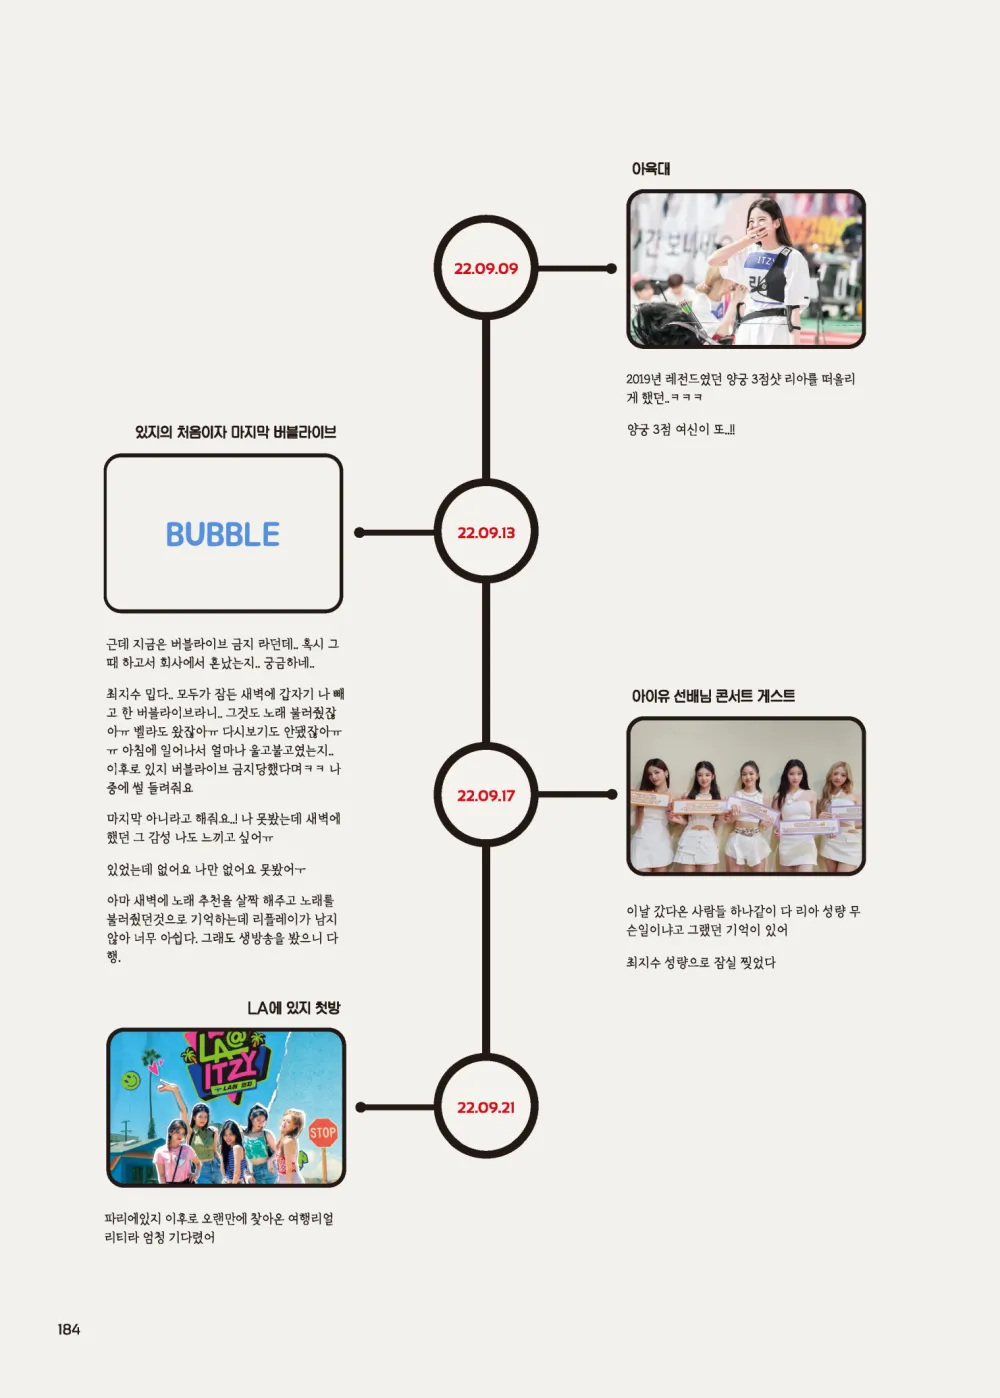 아육대
22.09.09
ITZY
2019년 레전드였던 양궁 3점샷 리아를 떠올리
게 했던..ㅋㅋㅋ
양궁 3점 여신이 또..!!
있지의 처음이자 마지막 버블라이브
BUBBLE
22.09.13
근데 지금은 버블라이브 금지 라던데.. 혹시 그
때 하고서 회사에서 혼났는지.. 궁금하네..
최지수 밉다.. 모두가 잠든 새벽에 갑자기 나 빼
고 한 버블라이브라니.. 그것도 노래 불러줬잖
아ㅠ 벨라도 왔잖아ㅠ 다시보기도 안됐잖아ㅠ
ㅠ 아침에 일어나서 얼마나 울고불고였는지..
이후로 있지 버블라이브 금지당했다며ㅋㅋ 나
중에 썰 들려줘요
마지막 아니라고 해줘요..! 나 못봤는데 새벽에
했던 그 감성 나도 느끼고 싶어ㅠ
있었는데 없어요 나만 없어요 못봤어ㅜ
아마 새벽에 노래 추천을 살짝 해주고 노래를
불러줬던것으로 기억하는데 리플레이가 남지
않아 너무 아쉽다. 그래도 생방송을 봤으니 다
행.
아이유 선배님 콘서트 게스트
22.09.17
이날 갔다온 사람들 하나같이 다 리아 성량 무
슨일이냐고 그랬던 기억이 있어
최지수 성량으로 잠실 찢었다
LA에 있지 첫방
LA@
ITZY
STOP
22.09.21
파리에있지 이후로 오랜만에 찾아온 여행리얼
리티라 엄청 기다렸어
184